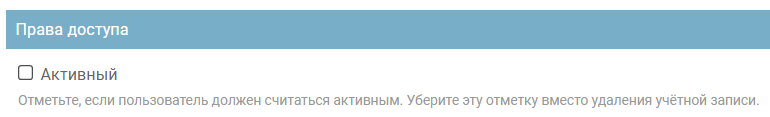 Права доступа
Активный
Отметьте, если пользователь должен считаться активным. Уберите эту отметку вместо удаления учётной записи.